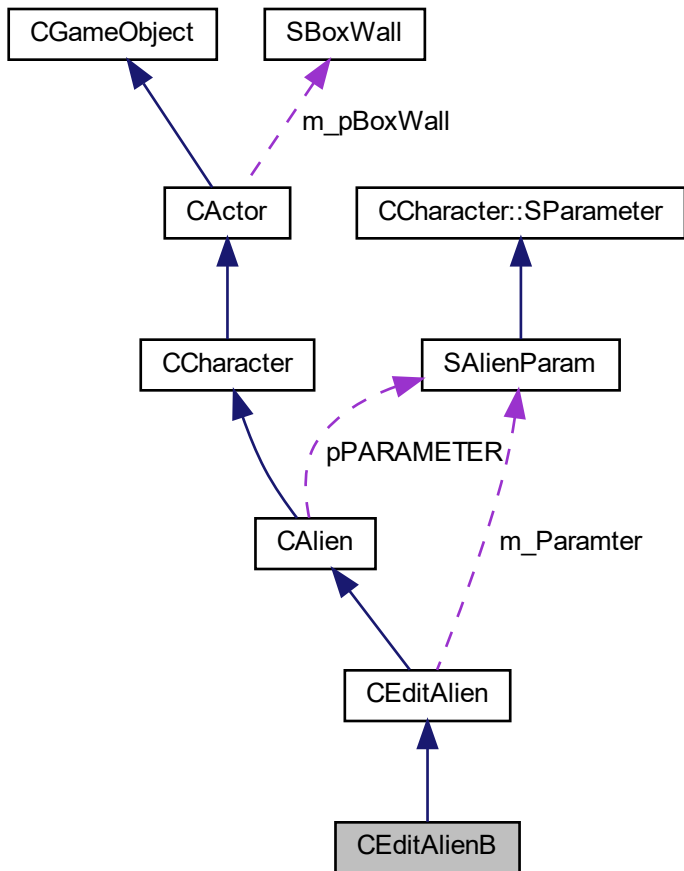 CGameObject
SBoxWall
m_pBoxWall
CActor
CCharacter::SParameter
CCharacter
SAlienParam
pPARAMETER
CAlien
m_Paramter
CEditAlien
CEditAlienB